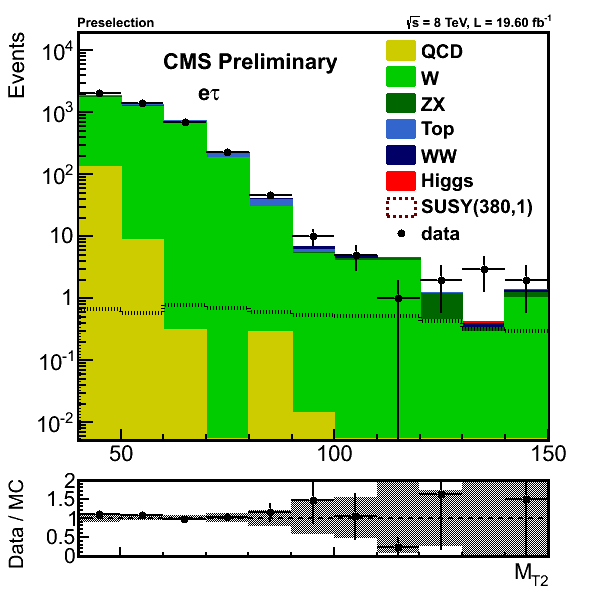 Preselection √s = 8 TeV, L = 19.60 fb⁻¹
Events
CMS Preliminary
eτ
QCD
W
ZX
Top
WW
Higgs
SUSY(380,1)
data
10⁴
10³
10²
10
1
10⁻¹
10⁻²
50 100 150
Data / MC
2
1.5
1
0.5
0
M_T2